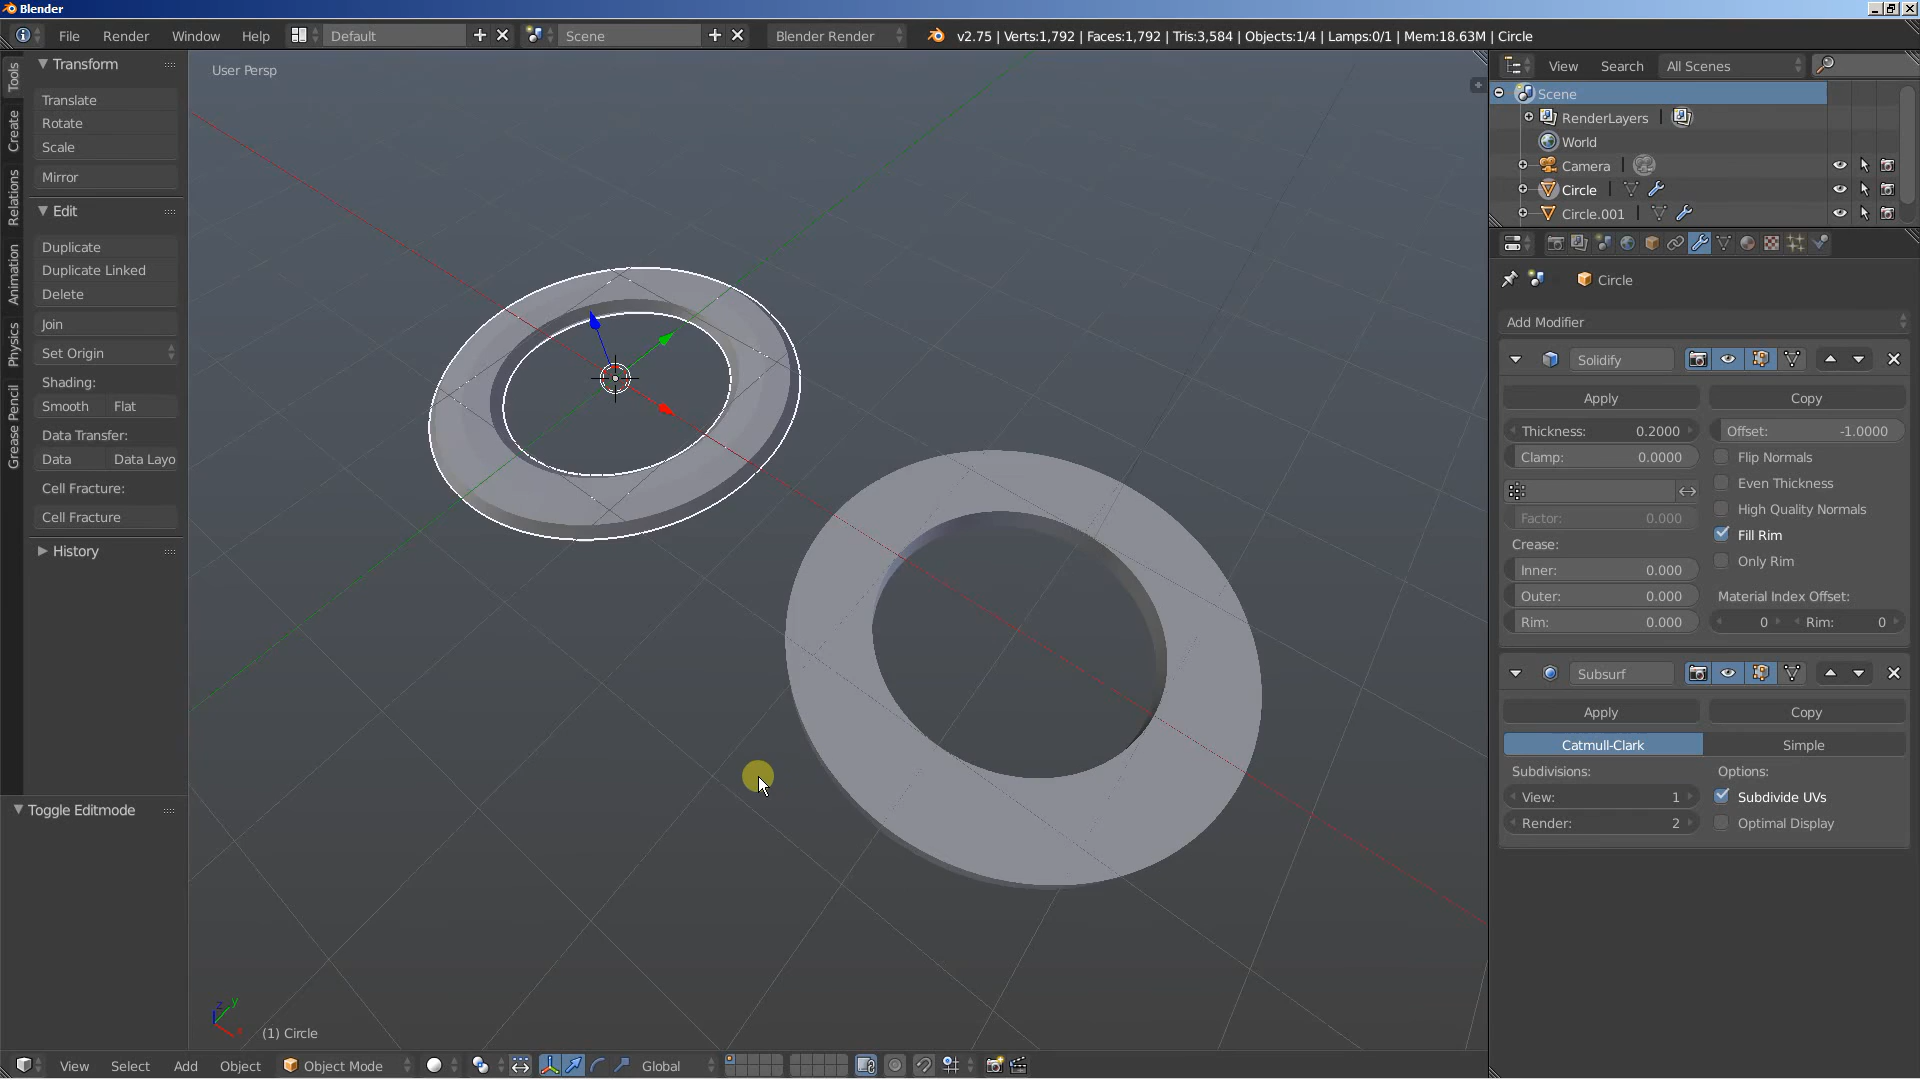 Blender
File Render Window Help Default Scene Blender Render v2.75 | Verts:1,792 | Faces:1,792 | Tris:3,584 | Objects:1/4 | Lamps:0/1 | Mem:18.63M | Circle
Tools
Create
Relations
Animation
Physics
Grease Pencil
Transform
Translate
Rotate
Scale
Mirror
Edit
Duplicate
Duplicate Linked
Delete
Join
Set Origin
Shading:
Smooth Flat
Data Transfer:
Data Data Layo
Cell Fracture:
Cell Fracture
History
Toggle Editmode
User Persp
(1) Circle
z y x
View Select Add Object Object Mode Global
View Search All Scenes
Scene
RenderLayers
World
Camera
Circle
Circle.001
Circle
Add Modifier
Solidify
Apply Copy
Thickness: 0.2000 Offset: -1.0000
Clamp: 0.0000 Flip Normals
Even Thickness
Factor: 0.000 High Quality Normals
Crease: Fill Rim
Inner: 0.000 Only Rim
Outer: 0.000 Material Index Offset:
Rim: 0.000 0 Rim: 0
Subsurf
Apply Copy
Catmull-Clark Simple
Subdivisions: Options:
View: 1 Subdivide UVs
Render: 2 Optimal Display